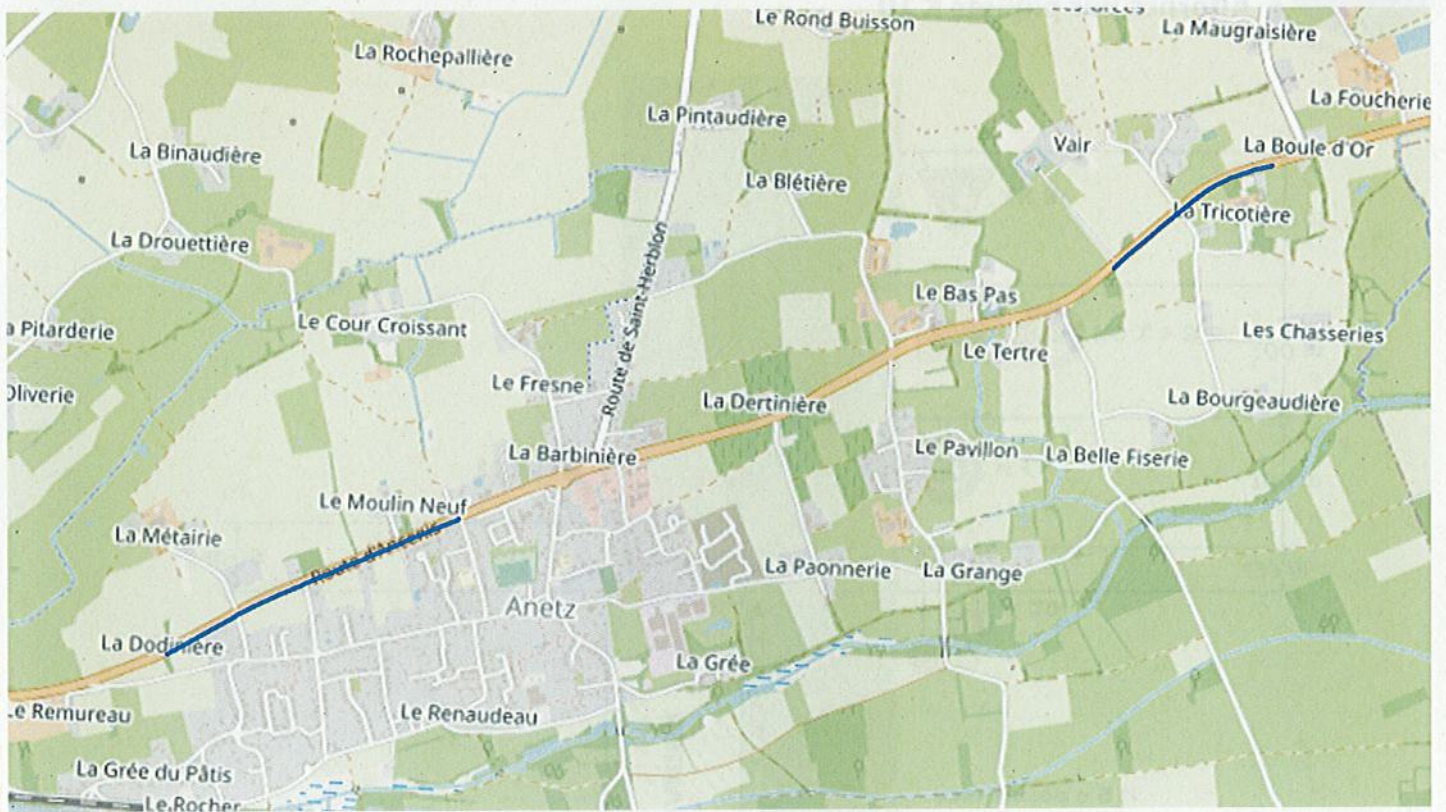 Le Rond Buisson
La Maugraisière
La Rochepallière
La Foucherie
La Pintaudière
Vair
La Boule d'Or
La Binaudière
La Blétière
La Tricotière
La Drouettière
Route de Saint-Herblon
Le Bas Pas
Le Cour Croissant
a Pitarderie
Les Chasseries
Le Tertre
Le Fresne
Oliverie
La Dertinière
La Bourgeaudière
La Barbinière
Le Pavillon
La Belle Fiserie
Le Moulin Neuf
La Métairie
Route d'Ancenis
La Paonnerie
La Grange
Anetz
La Dodinière
La Grée
Le Remureau
Le Renaudeau
La Grée du Pâtis
Le Rocher